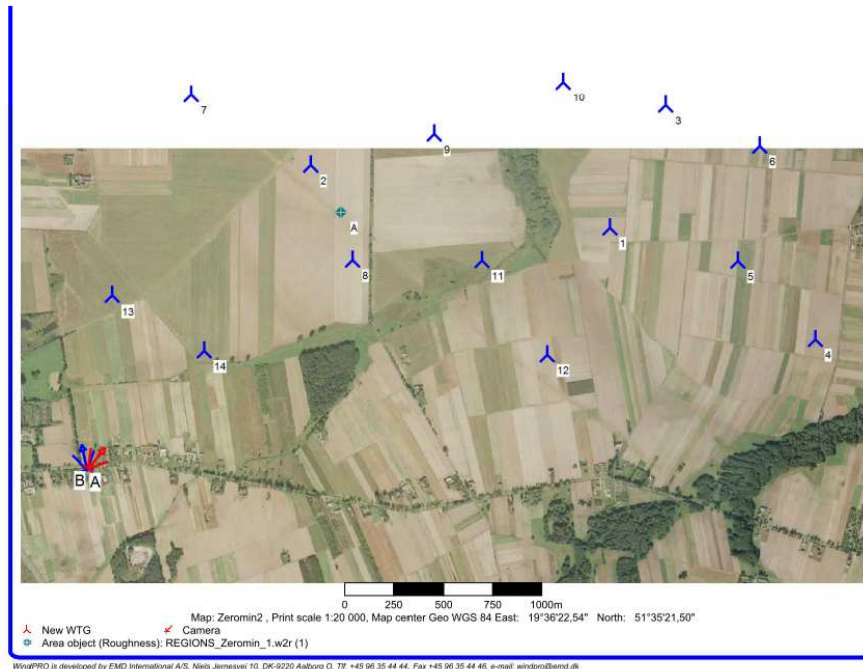 10
7
3
9
6
2
A
1
8
11
5
13
14
12
4
B A
0 250 500 750 1000m
Map: Zeromin2 , Print scale 1:20 000, Map center Geo WGS 84 East: 19°36'22,54" North: 51°35'21,50"
New WTG Camera
Area object (Roughness): REGIONS_Zeromin_1.w2r (1)
WindPRO is developed by EMD International A/S, Niels Jernesvej 10, DK-9220 Aalborg Ø, Tlf. +45 96 35 44 44, Fax +45 96 35 44 46, e-mail: windpro@emd.dk